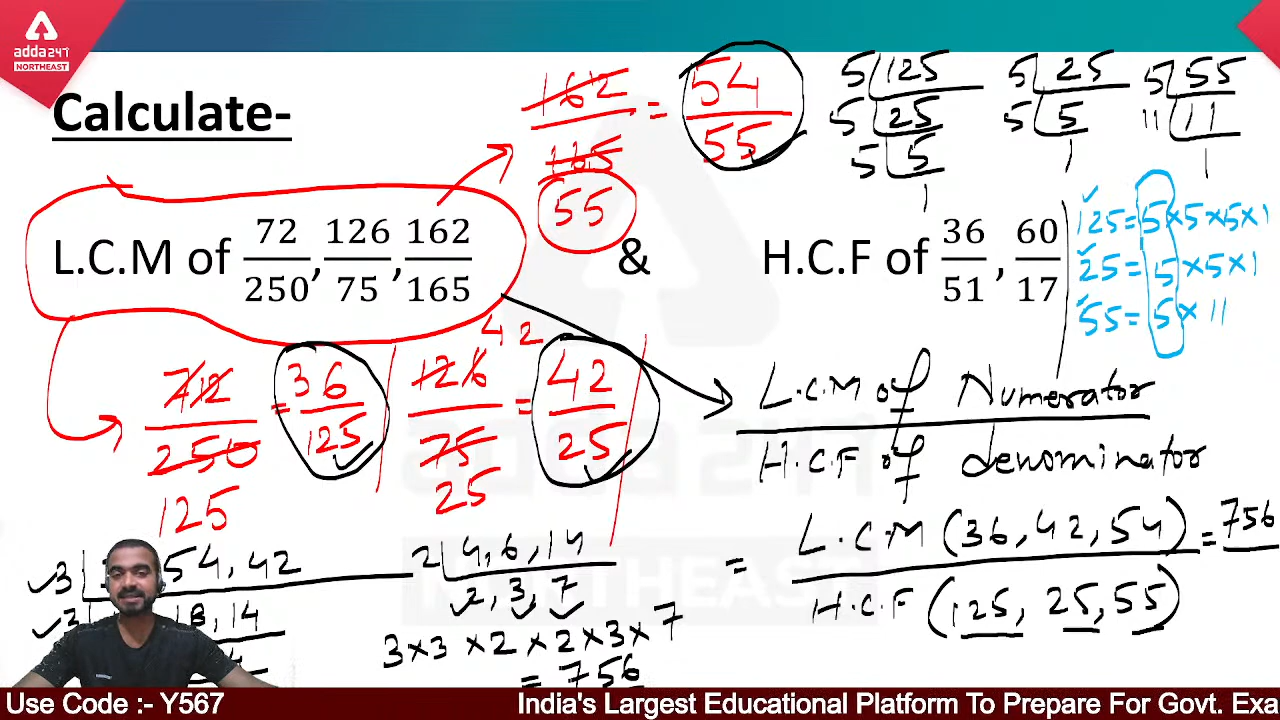 adda247
NORTHEAST
Calculate-
162/165 = 54/55
55
5|125
5|25
5|5
1
5|25
5|5
1
5|55
11|11
1
L.C.M of 72/250, 126/75, 162/165 & H.C.F of 36/51, 60/17
125 = 5×5×5×1
25 = 5×5×1
55 = 5×11
72/250 = 36/125
125
42
126/75 = 42/25
25
L.C.M of Numerator
H.C.F of denominator
= L.C.M (36, 42, 54) = 756
H.C.F (125, 25, 55)
3| 54, 42
3| 18, 14
2|4, 6, 14
2, 3, 7
3×3×2×2×3×7
= 756
adda247
NORTHEAST
Use Code :- Y567
India's Largest Educational Platform To Prepare For Govt. Exa